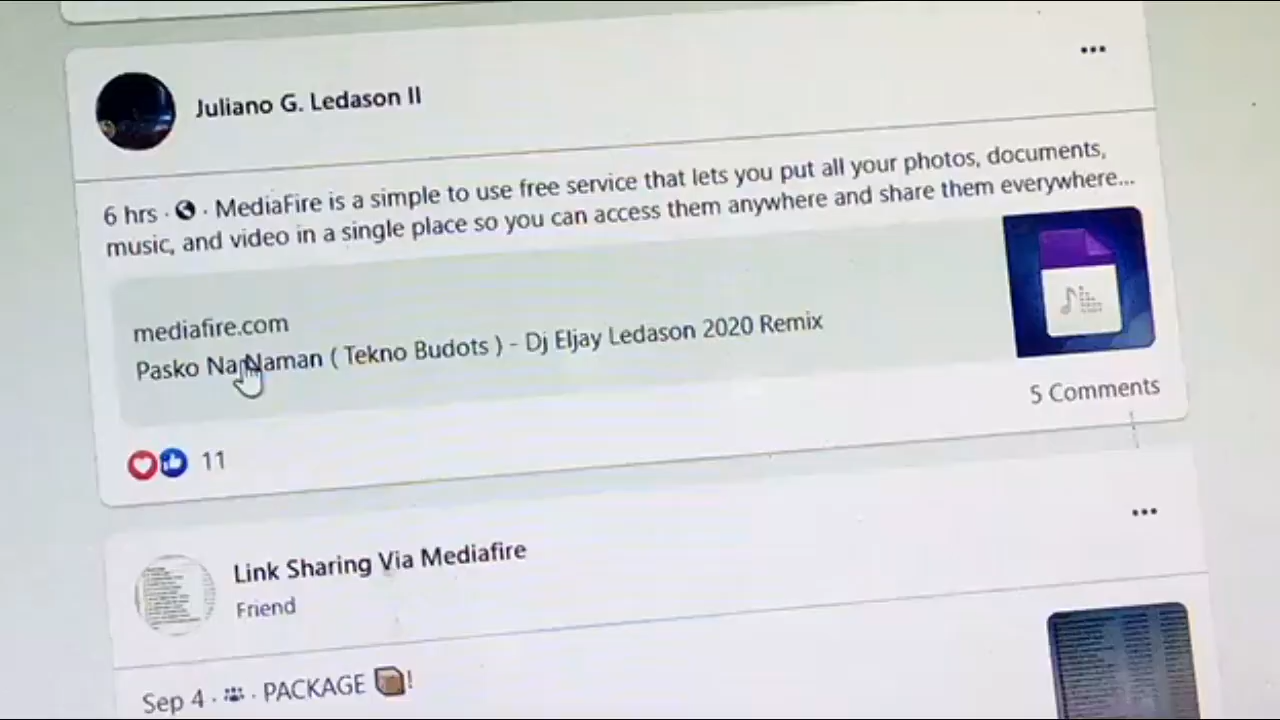 Juliano G. Ledason II
6 hrs · MediaFire is a simple to use free service that lets you put all your photos, documents,
music, and video in a single place so you can access them anywhere and share them everywhere...
mediafire.com
Pasko Na Naman ( Tekno Budots ) - Dj Eljay Ledason 2020 Remix
5 Comments
11
Link Sharing Via Mediafire
Friend
Sep 4 · PACKAGE 📦!